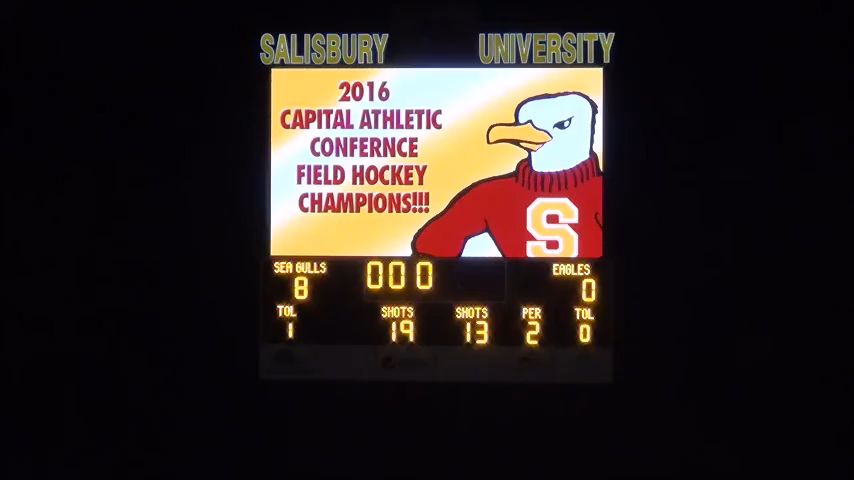 SALISBURY UNIVERSITY
2016
CAPITAL ATHLETIC
CONFERNCE
FIELD HOCKEY
CHAMPIONS!!!
S
SEA GULLS 000 EAGLES
8 0
TOL SHOTS SHOTS PER TOL
1 19 13 2 0